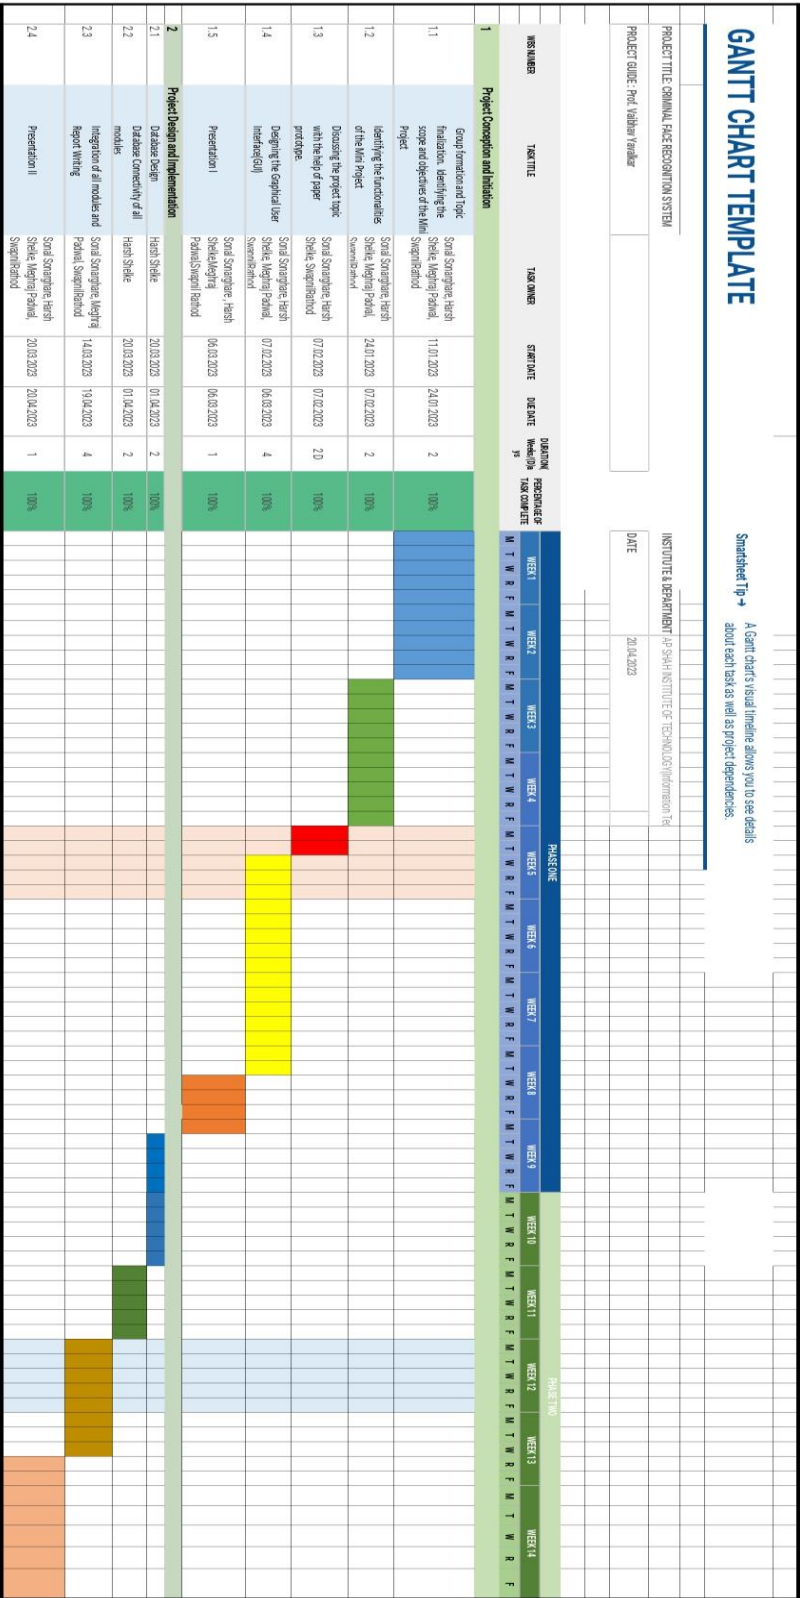 GANTT CHART TEMPLATE
Smartsheet Tip ➜
A Gantt chart's visual timeline allows you to see details
about each task as well as project dependencies.
PROJECT TITLE: CRIMINAL FACE RECOGNITION SYSTEM
INSTUTUTE & DEPARTMENT
AP SHAH INSTITUTE OF TECHNOLOGY(Information Tec
PROJECT GUIDE : Prof. Vaibhav Yavalkar
DATE
20.04.2023
WBS NUMBER
TASK TITLE
TASK OWNER
START DATE
DUE DATE
DURATION
Weeks/(D)a
ys
PERCENTAGE OF
TASK COMPLETE
PHASE ONE
PHASE TWO
WEEK 1 WEEK 2 WEEK 3 WEEK 4 WEEK 5 WEEK 6 WEEK 7 WEEK 8 WEEK 9 WEEK 10 WEEK 11 WEEK 12 WEEK 13 WEEK 14
M T W R F M T W R F M T W R F M T W R F M T W R F M T W R F M T W R F M T W R F M T W R F M T W R F M T W R F M T W R F M T W R F M T W R F
1 Project Conception and Initiation
1.1
Group formation and Topic
finalization. Identifying the
scope and objectives of the Mini
Project
Sonal Sonarghare, Harsh
Shelke, Meghraj Padwal,
SwapnilRathod
11.01.2023 24.01.2023 2 100%
1.2
Identifying the functionalities
of the Mini Project
Sonal Sonarghare, Harsh
Shelke, Meghraj Padwal,
SwapnilRathod
24.01.2023 07.02.2023 2 100%
1.3
Discussing the project topic
with the help of paper
prototype.
Sonal Sonarghare, Harsh
Shelke, SwapnilRathod
07.02.2023 07.02.2023 2 D 100%
1.4
Designing the Graphical User
Interface(GUI)
Sonal Sonarghare, Harsh
Shelke, Meghraj Padwal,
SwapnilRathod
07.02.2023 06.03.2023 4 100%
1.5
Presentation I
Sonal Sonarghare , Harsh
Shelke,Meghraj
Padwal,Swapnil Rathod
06.03.2023 06.03.2023 1 100%
2 Project Design and Implementation
2.1
Database Design
Harsh Shelke
20.03.2023 01.04.2023 2 100%
2.2
Database Connectivity of all
modules
Harsh Shelke
20.03.2023 01.04.2023 2 100%
2.3
Integration of all modules and
Report Writing
Sonal Sonarghare, Meghraj
Padwal, SwapnilRathod
14.03.2023 19.04.2023 4 100%
2.4
Presentation II
Sonal Sonarghare, Harsh
Shelke, Meghraj Padwal,
SwapnilRathod
20.03.2023 20.04.2023 1 100%